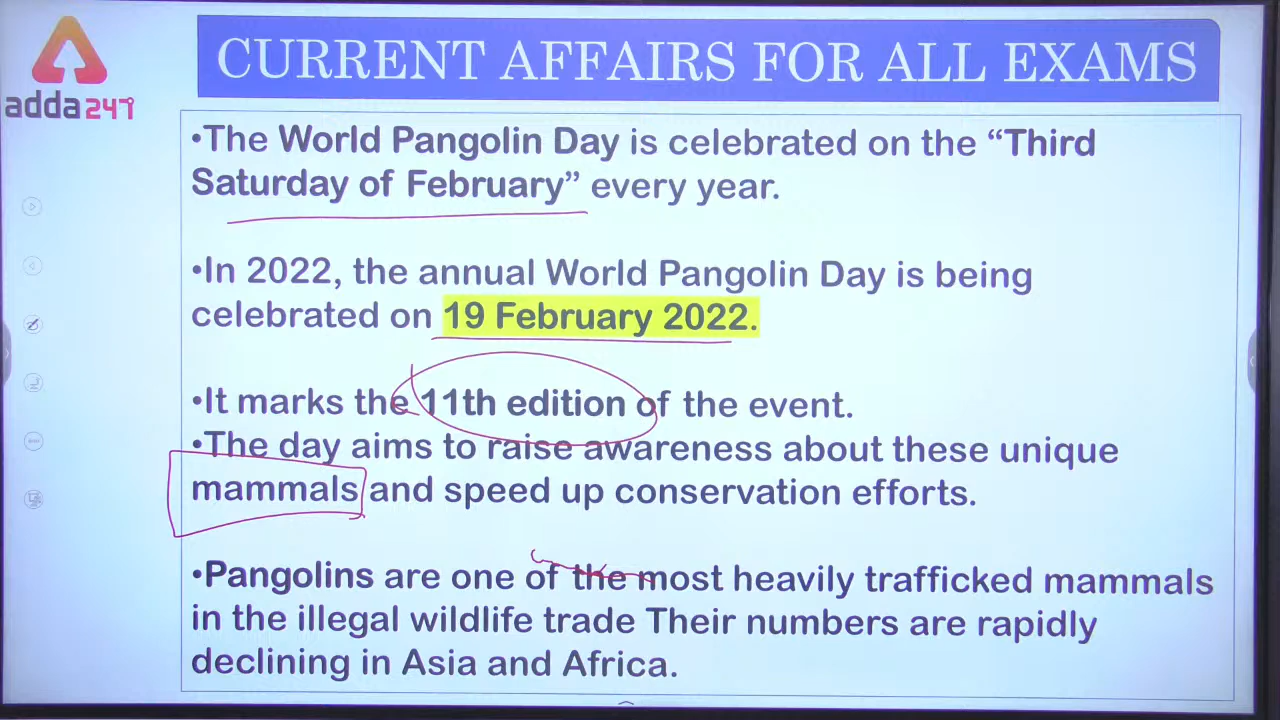 CURRENT AFFAIRS FOR ALL EXAMS
adda247
•The World Pangolin Day is celebrated on the “Third
Saturday of February” every year.
•In 2022, the annual World Pangolin Day is being
celebrated on 19 February 2022.
•It marks the 11th edition of the event.
•The day aims to raise awareness about these unique
mammals and speed up conservation efforts.
•Pangolins are one of the most heavily trafficked mammals
in the illegal wildlife trade Their numbers are rapidly
declining in Asia and Africa.